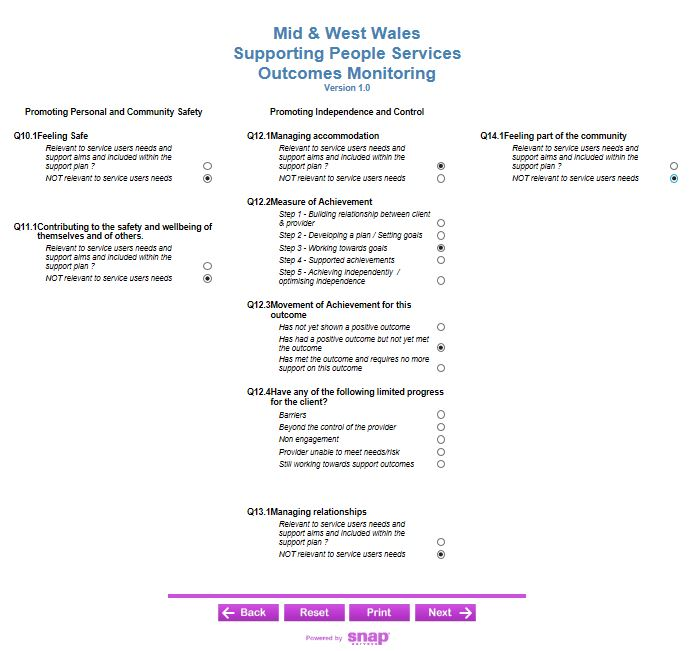 Mid & West Wales
Supporting People Services
Outcomes Monitoring
Version 1.0
Promoting Personal and Community Safety
Q10.1Feeling Safe
Relevant to service users needs and
support aims and included within the
support plan ?
NOT relevant to service users needs
Q11.1Contributing to the safety and wellbeing of
themselves and of others.
Relevant to service users needs and
support aims and included within the
support plan ?
NOT relevant to service users needs
Promoting Independence and Control
Q12.1Managing accommodation
Relevant to service users needs and
support aims and included within the
support plan ?
NOT relevant to service users needs
Q12.2Measure of Achievement
Step 1 - Building relationship between client
& provider
Step 2 - Developing a plan / Setting goals
Step 3 - Working towards goals
Step 4 - Supported achievements
Step 5 - Achieving independently /
optimising independence
Q12.3Movement of Achievement for this
outcome
Has not yet shown a positive outcome
Has had a positive outcome but not yet met
the outcome
Has met the outcome and requires no more
support on this outcome
Q12.4Have any of the following limited progress
for the client?
Barriers
Beyond the control of the provider
Non engagement
Provider unable to meet needs/risk
Still working towards support outcomes
Q13.1Managing relationships
Relevant to service users needs and
support aims and included within the
support plan ?
NOT relevant to service users needs
Q14.1Feeling part of the community
Relevant to service users needs and
support aims and included within the
support plan ?
NOT relevant to service users needs
Back
Reset
Print
Next
Powered by snap
surveys